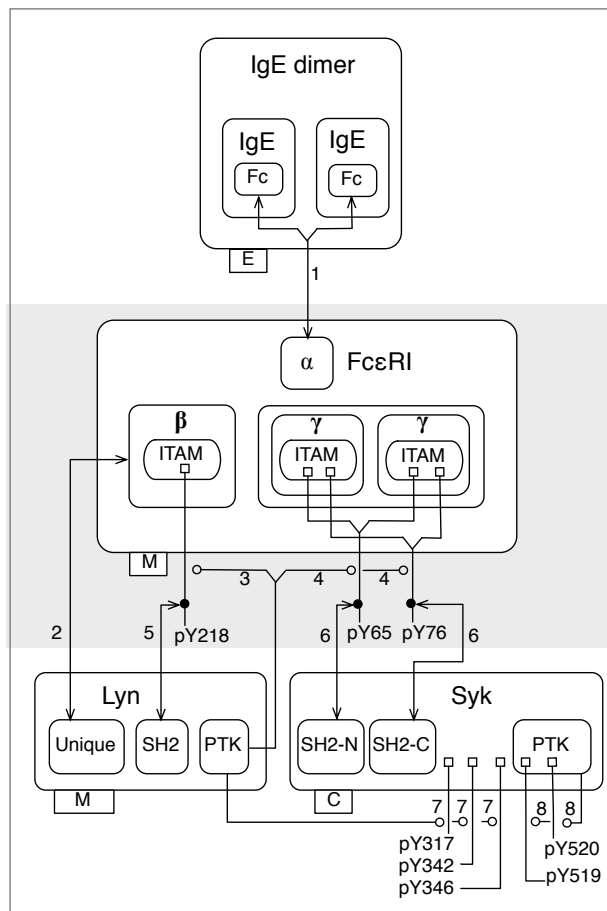 IgE dimer
IgE IgE
Fc Fc
E
1
α FcεRI
β γ γ
ITAM ITAM ITAM
M
3 4 4
2 5 pY218 6 pY65 pY76 6
Lyn Syk
Unique SH2 PTK SH2-N SH2-C PTK
M C
7 7 7 8 8
pY317 pY520
pY342
pY519
pY346